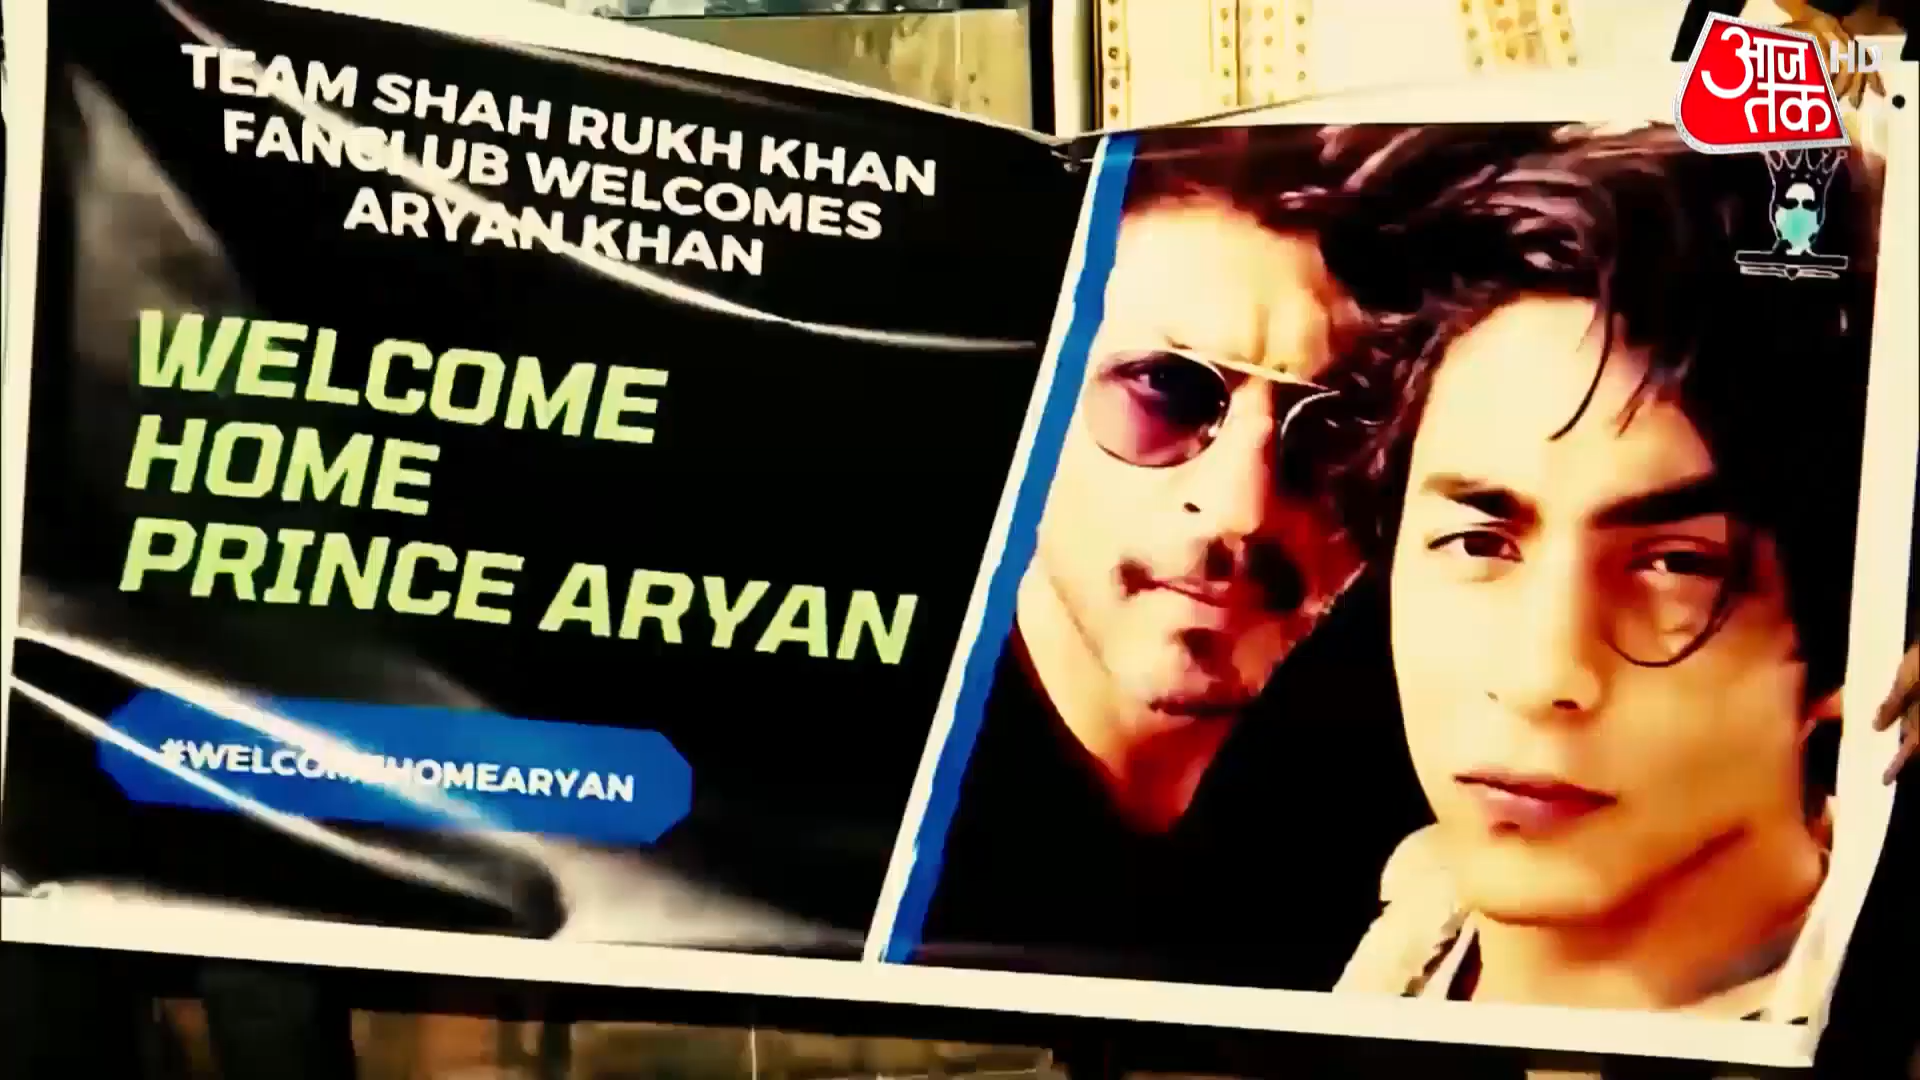 TEAM SHAH RUKH KHAN
FANCLUB WELCOMES
ARYAN KHAN
WELCOME
HOME
PRINCE ARYAN
#WELCOMEHOMEARYAN
आज
तक
HD